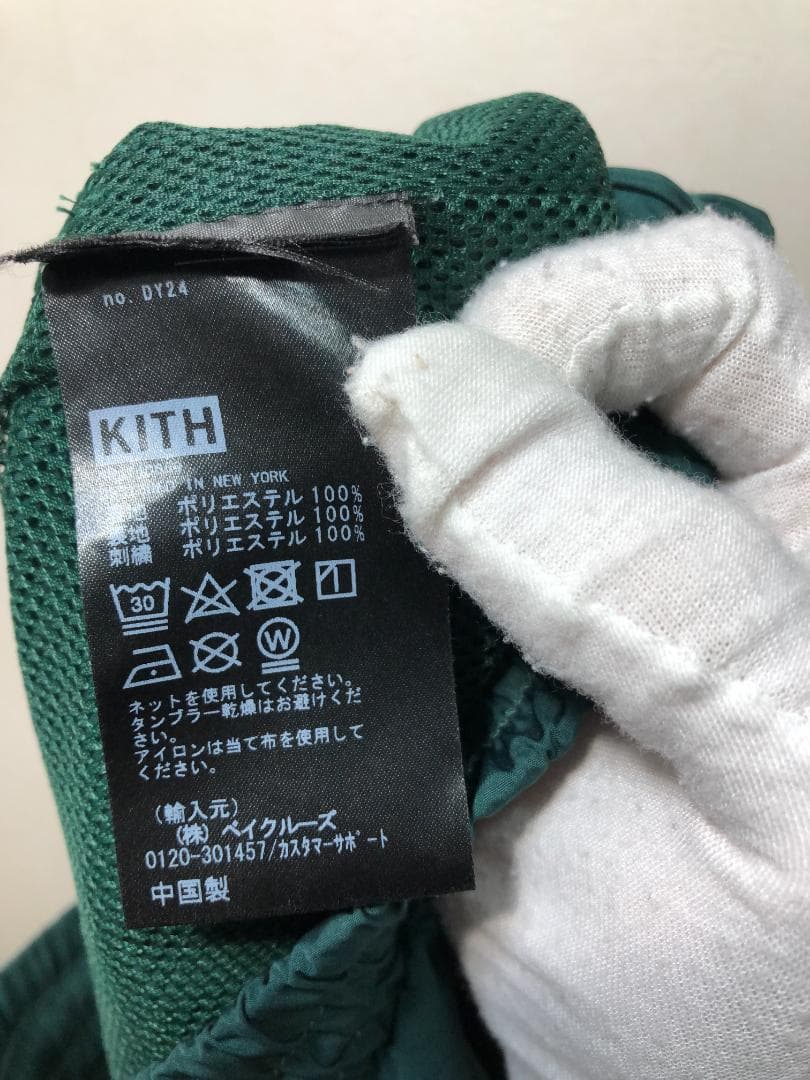 no. DY24
KITH
IN NEW YORK
ポリエステル 100%
裏地 ポリエステル 100%
刺繍 ポリエステル 100%
30
W
ネットを使用してください。
タンブラー乾燥はお避けくだ
さい。
アイロンは当て布を使用して
ください。
(輸入元)
(株) ベイクルーズ
0120-301457/カスタマーサポート
中国製